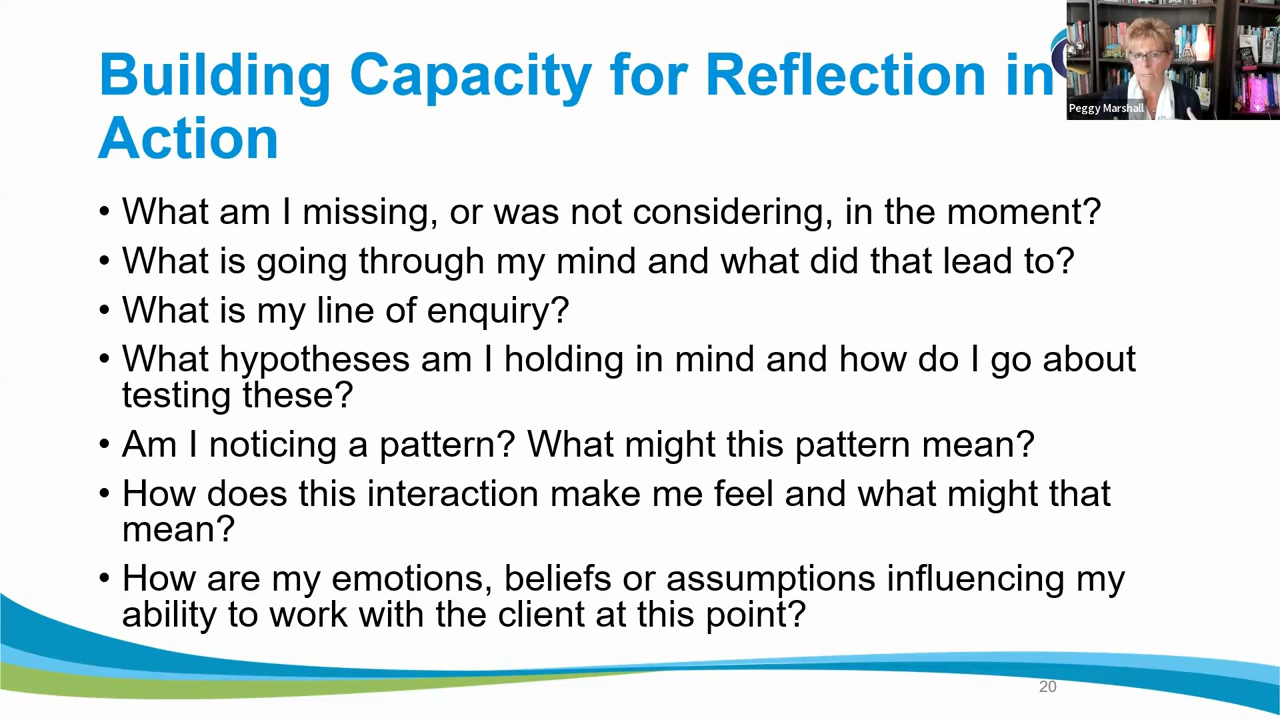 Building Capacity for Reflection in
Action
Peggy Marshall
• What am I missing, or was not considering, in the moment?
• What is going through my mind and what did that lead to?
• What is my line of enquiry?
• What hypotheses am I holding in mind and how do I go about
testing these?
• Am I noticing a pattern? What might this pattern mean?
• How does this interaction make me feel and what might that
mean?
• How are my emotions, beliefs or assumptions influencing my
ability to work with the client at this point?
20